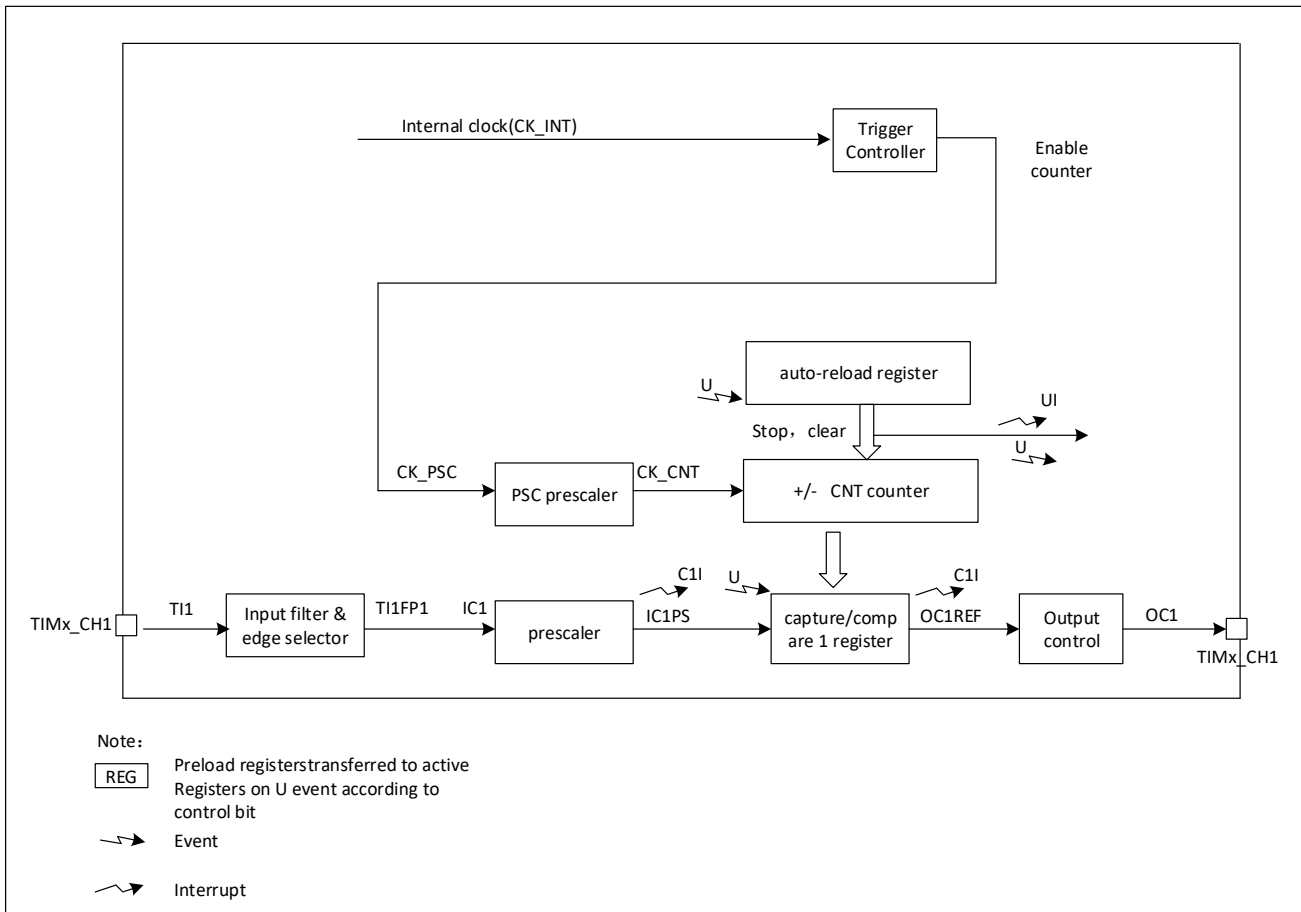 Internal clock(CK_INT)
Trigger
Controller
Enable
counter
auto-reload register
U
UI
Stop， clear
U
CK_PSC
CK_CNT
PSC prescaler
+/- CNT counter
C1I
U
C1I
TIMx_CH1
TI1
Input filter &
edge selector
TI1FP1
IC1
prescaler
IC1PS
capture/comp
are 1 register
OC1REF
Output
control
OC1
TIMx_CH1
Note：
REG
Preload registerstransferred to active
Registers on U event according to
control bit
Event
Interrupt